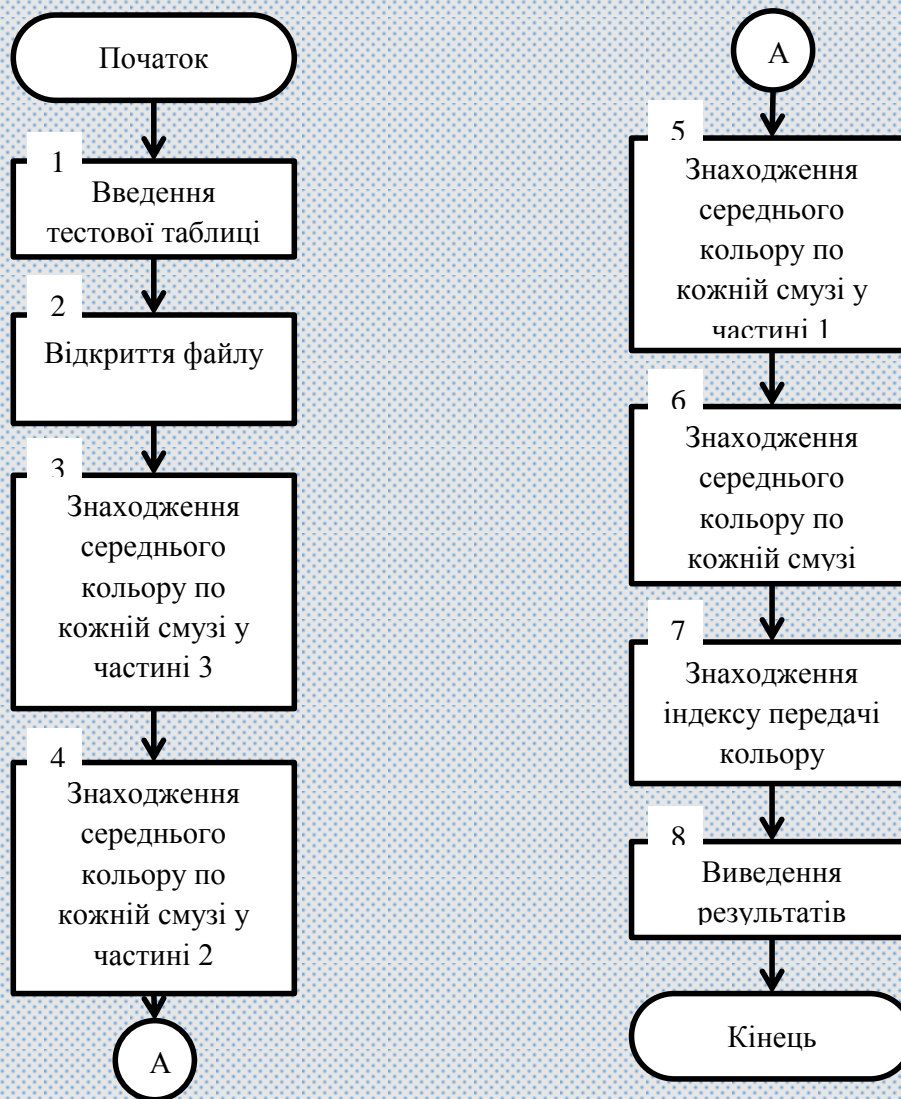 Початок
1
Введення
тестової таблиці
2
Відкриття файлу
3
Знаходження
середнього
кольору по
кожній смузі у
частині 3
4
Знаходження
середнього
кольору по
кожній смузі у
частині 2
А
А
5
Знаходження
середнього
кольору по
кожній смузі у
частині 1
6
Знаходження
середнього
кольору по
кожній смузі
7
Знаходження
індексу передачі
кольору
8
Виведення
результатів
Кінець